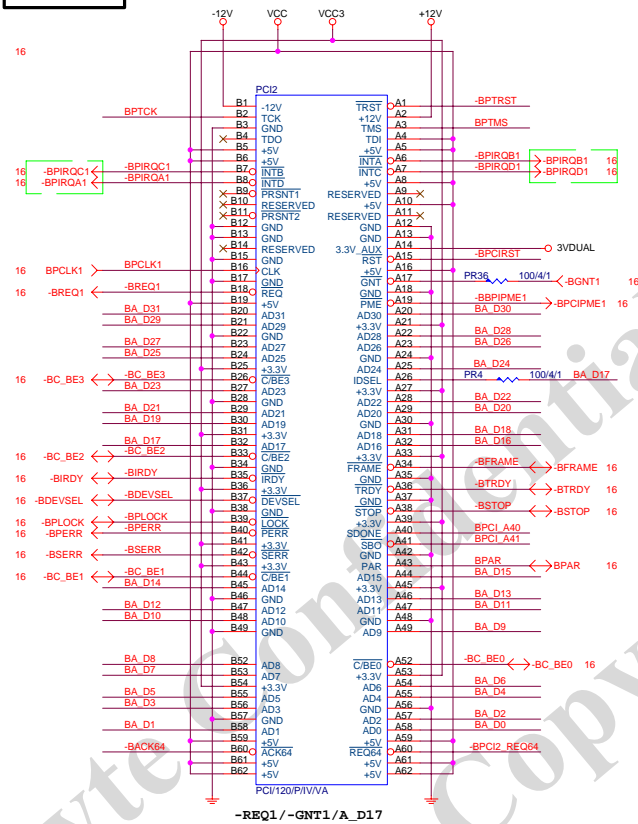 -12V VCC VCC3 +12V
16
PCI2
B1 -12V TRST A1 -BPTRST
BPTCK B2 TCK +12V A2
B3 GND TMS A3 BPTMS
B4 TDO TDI A4
B5 +5V +5V A5
B6 +5V INTA A6 -BPIRQB1 -BPIRQB1 16
16 -BPIRQC1 -BPIRQC1 B7 INTB INTC A7 -BPIRQD1 -BPIRQD1 16
16 -BPIRQA1 -BPIRQA1 B8 INTD +5V A8
B9 PRSNT1 RESERVED A9
B10 RESERVED +5V A10
B11 PRSNT2 RESERVED A11
B12 GND GND A12
B13 GND GND A13
B14 RESERVED 3.3V_AUX A14 3VDUAL
B15 GND RST A15 -BPCIRST
16 BPCLK1 BPCLK1 B16 CLK +5V A16
B17 GND GNT A17 PR36 100/4/1 -BGNT1 16
16 -BREQ1 -BREQ1 B18 REQ GND A18
B19 +5V PME A19 -BBPIPME1 -BPCIPME1 16
BA_D31 B20 AD31 AD30 A20 BA_D30
BA_D29 B21 AD29 +3.3V A21
B22 GND AD28 A22 BA_D28
BA_D27 B23 AD27 AD26 A23 BA_D26
BA_D25 B24 AD25 GND A24
B25 +3.3V AD24 A25 BA_D24
16 -BC_BE3 -BC_BE3 B26 C/BE3 IDSEL A26 PR4 100/4/1 BA_D17
BA_D23 B27 AD23 +3.3V A27
B28 GND AD22 A28 BA_D22
BA_D21 B29 AD21 AD20 A29 BA_D20
BA_D19 B30 AD19 GND A30
B31 +3.3V AD18 A31 BA_D18
BA_D17 B32 AD17 AD16 A32 BA_D16
16 -BC_BE2 -BC_BE2 B33 C/BE2 +3.3V A33
B34 GND FRAME A34 -BFRAME -BFRAME 16
16 -BIRDY -BIRDY B35 IRDY GND A35
B36 +3.3V TRDY A36 -BTRDY -BTRDY 16
16 -BDEVSEL -BDEVSEL B37 DEVSEL GND A37
B38 GND STOP A38 -BSTOP -BSTOP 16
16 -BPLOCK -BPLOCK B39 LOCK +3.3V A39
16 -BPERR -BPERR B40 PERR SDONE A40 BPCI_A40
B41 +3.3V SBO A41 BPCI_A41
16 -BSERR -BSERR B42 SERR GND A42
B43 +3.3V PAR A43 BPAR BPAR 16
16 -BC_BE1 -BC_BE1 B44 C/BE1 AD15 A44 BA_D15
BA_D14 B45 AD14 +3.3V A45
B46 GND AD13 A46 BA_D13
BA_D12 B47 AD12 AD11 A47 BA_D11
BA_D10 B48 AD10 GND A48
B49 GND AD9 A49 BA_D9
BA_D8 B52 AD8 C/BE0 A52 -BC_BE0 -BC_BE0 16
BA_D7 B53 AD7 +3.3V A53
B54 +3.3V AD6 A54 BA_D6
BA_D5 B55 AD5 AD4 A55 BA_D4
BA_D3 B56 AD3 GND A56
B57 GND AD2 A57 BA_D2
BA_D1 B58 AD1 AD0 A58 BA_D0
B59 +5V +5V A59
-BACK64 B60 ACK64 REQ64 A60 -BPCI2_REQ64
B61 +5V +5V A61
B62 +5V +5V A62
PCI/120/P/IV/VA
-REQ1/-GNT1/A_D17